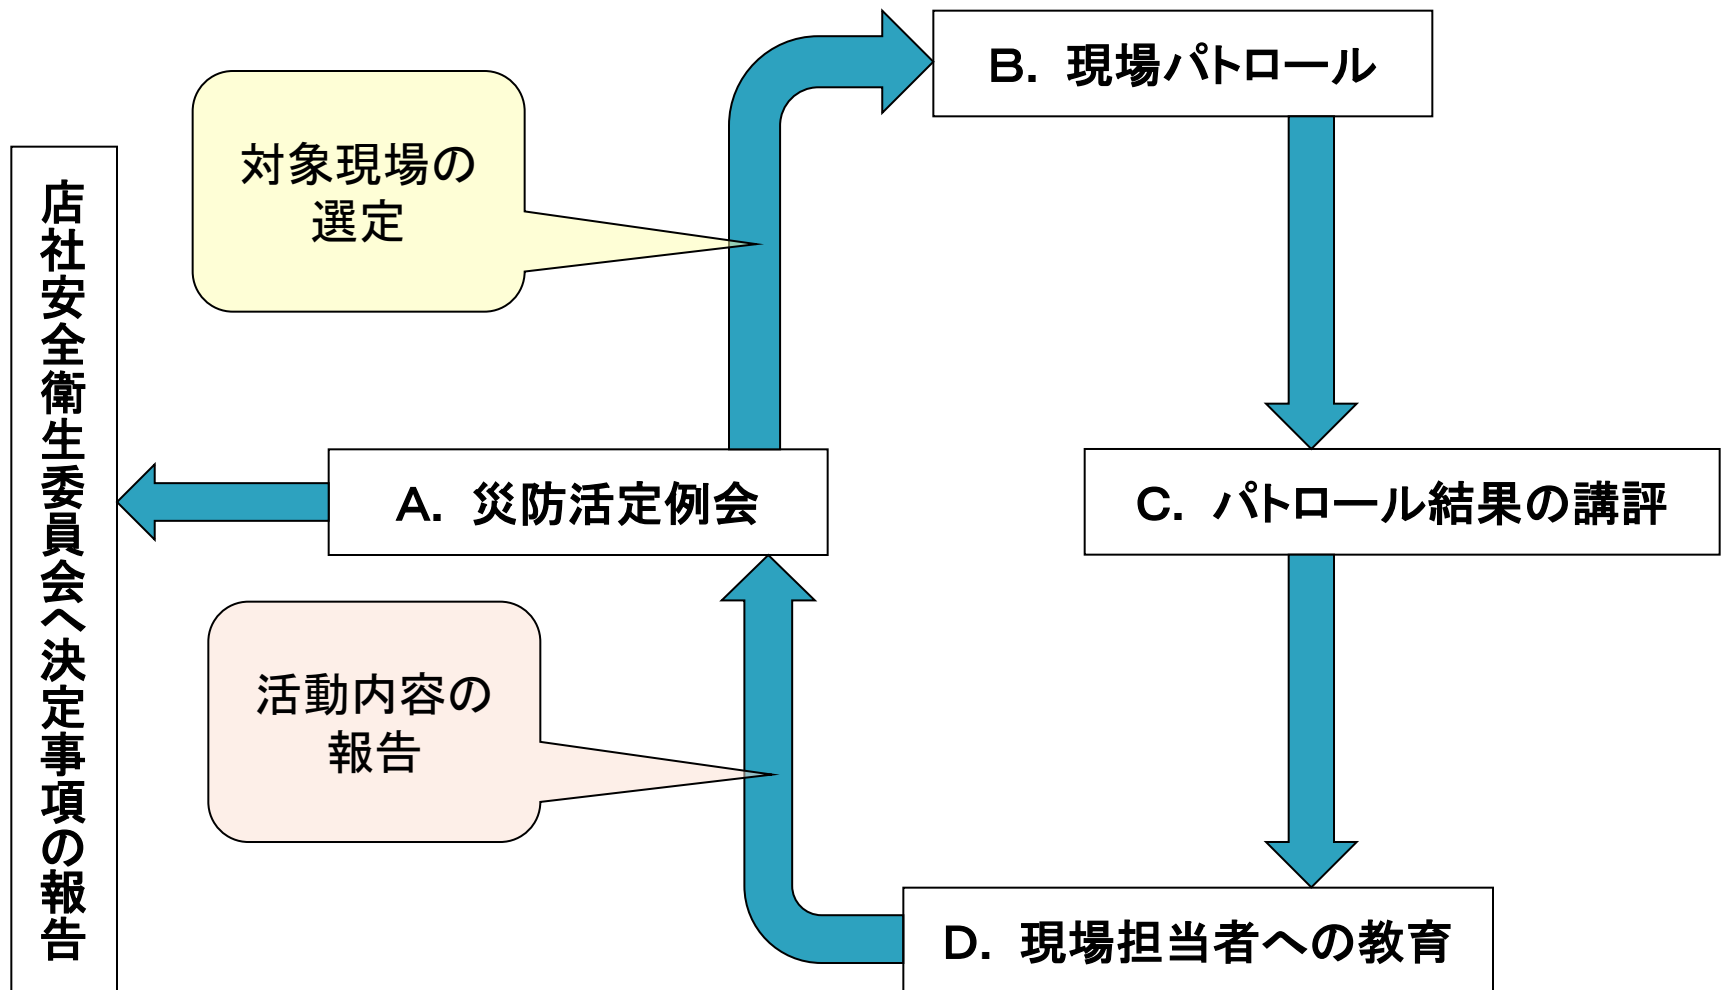 B. 現場パトロール
対象現場の
選定
店社安全衛生委員会へ決定事項の報告
A. 災防活定例会
C. パトロール結果の講評
活動内容の
報告
D. 現場担当者への教育